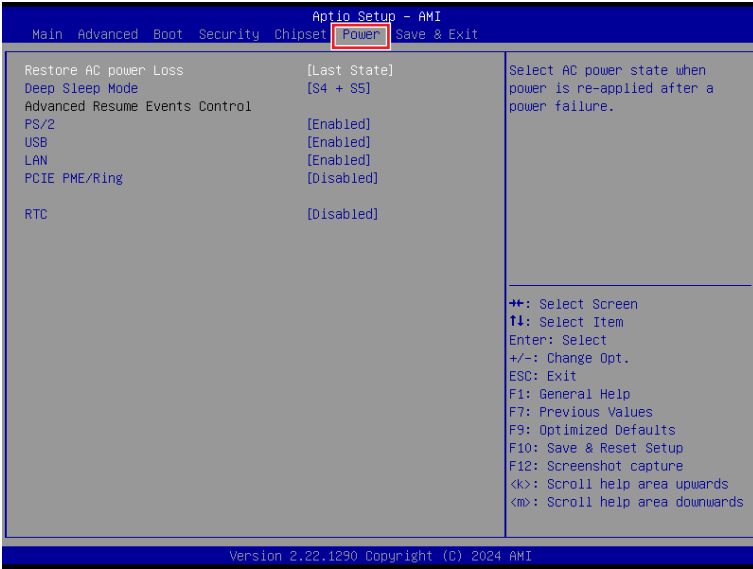 Aptio Setup – AMI
Main Advanced Boot Security Chipset Power Save & Exit
Restore AC power Loss [Last State]
Deep Sleep Mode [S4 + S5]
Advanced Resume Events Control
PS/2 [Enabled]
USB [Enabled]
LAN [Enabled]
PCIE PME/Ring [Disabled]
RTC [Disabled]
Select AC power state when
power is re-applied after a
power failure.
→←: Select Screen
↑↓: Select Item
Enter: Select
+/-: Change Opt.
ESC: Exit
F1: General Help
F7: Previous Values
F9: Optimized Defaults
F10: Save & Reset Setup
F12: Screenshot capture
<k>: Scroll help area upwards
<m>: Scroll help area downwards
Version 2.22.1290 Copyright (C) 2024 AMI